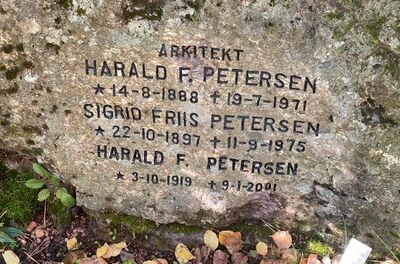 ARKITEKT
HARALD F. PETERSEN
★ 14-8-1888 ✝ 19-7-1971
SIGRID FRIIS PETERSEN
★ 22-10-1897 ✝ 11-9-1975
HARALD F. PETERSEN
★ 3-10-1919 ✝ 9-1-2001